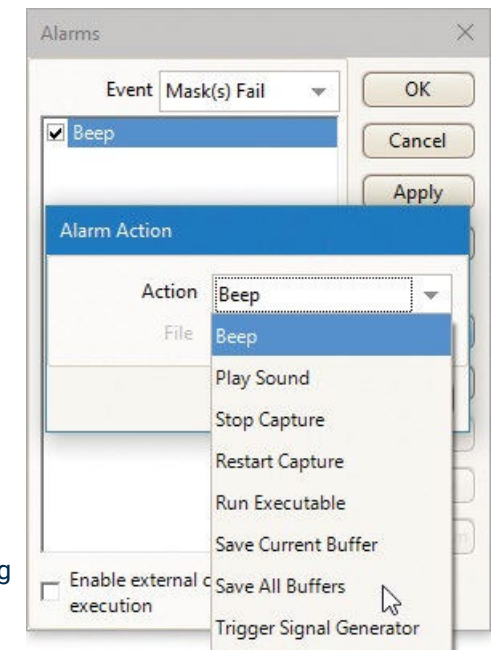 Alarms
Event Mask(s) Fail
OK
Beep
Cancel
Apply
Alarm Action
Action Beep
File
Beep
Play Sound
Stop Capture
Restart Capture
Run Executable
Save Current Buffer
Save All Buffers
Trigger Signal Generator
g
Enable external
execution